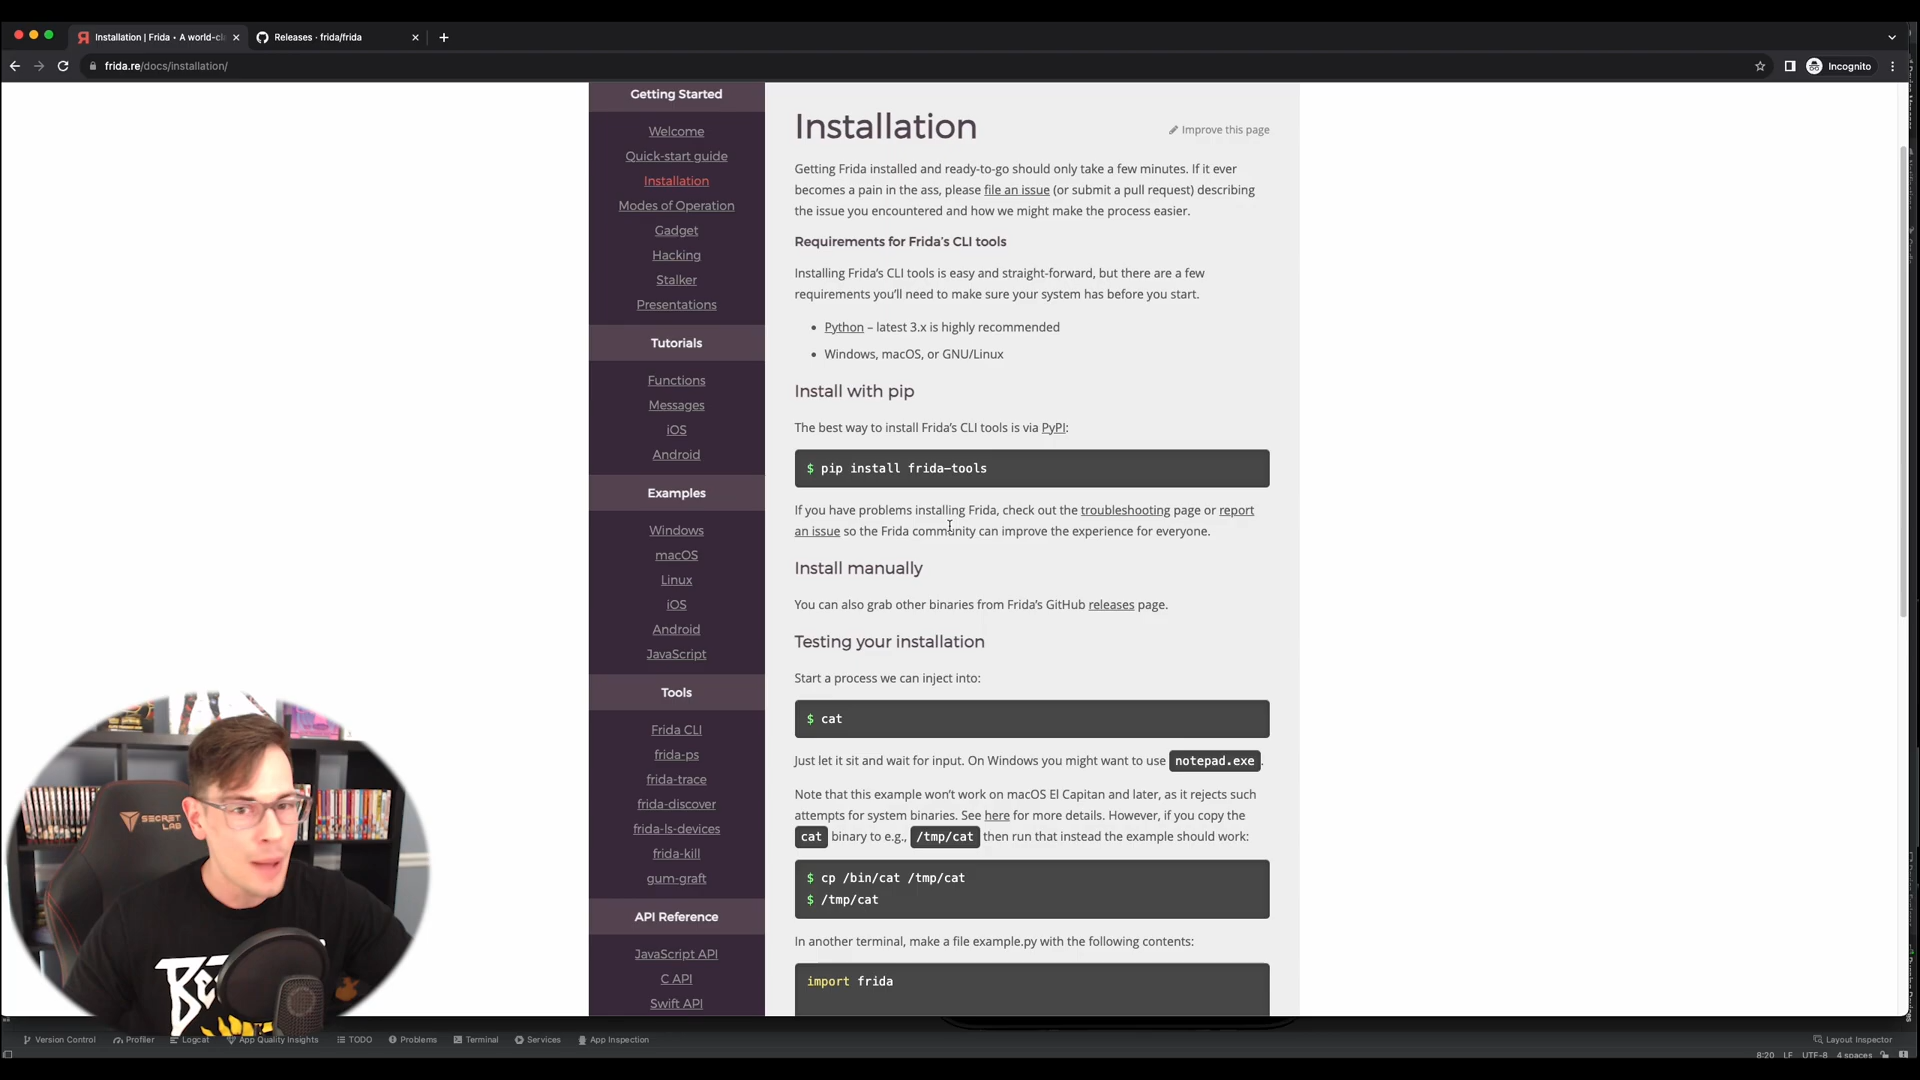 Installation | Frida • A world-cl
Releases · frida/frida
frida.re/docs/installation/
Incognito
Getting Started
Welcome
Quick-start guide
Installation
Modes of Operation
Gadget
Hacking
Stalker
Presentations
Tutorials
Functions
Messages
iOS
Android
Examples
Windows
macOS
Linux
iOS
Android
JavaScript
Tools
Frida CLI
frida-ps
frida-trace
frida-discover
frida-ls-devices
frida-kill
gum-graft
API Reference
JavaScript API
C API
Swift API
Installation
Improve this page
Getting Frida installed and ready-to-go should only take a few minutes. If it ever
becomes a pain in the ass, please file an issue (or submit a pull request) describing
the issue you encountered and how we might make the process easier.
Requirements for Frida's CLI tools
Installing Frida's CLI tools is easy and straight-forward, but there are a few
requirements you'll need to make sure your system has before you start.
• Python – latest 3.x is highly recommended
• Windows, macOS, or GNU/Linux
Install with pip
The best way to install Frida's CLI tools is via PyPI:
$ pip install frida-tools
If you have problems installing Frida, check out the troubleshooting page or report
an issue so the Frida community can improve the experience for everyone.
Install manually
You can also grab other binaries from Frida's GitHub releases page.
Testing your installation
Start a process we can inject into:
$ cat
Just let it sit and wait for input. On Windows you might want to use notepad.exe.
Note that this example won't work on macOS El Capitan and later, as it rejects such
attempts for system binaries. See here for more details. However, if you copy the
cat binary to e.g., /tmp/cat then run that instead the example should work:
$ cp /bin/cat /tmp/cat
$ /tmp/cat
In another terminal, make a file example.py with the following contents:
import frida
SECRET
LAB
Version Control
Profiler
Logcat
App Quality Insights
TODO
Problems
Terminal
Services
App Inspection
Layout Inspector
8:20
LF
UTF-8
4 spaces